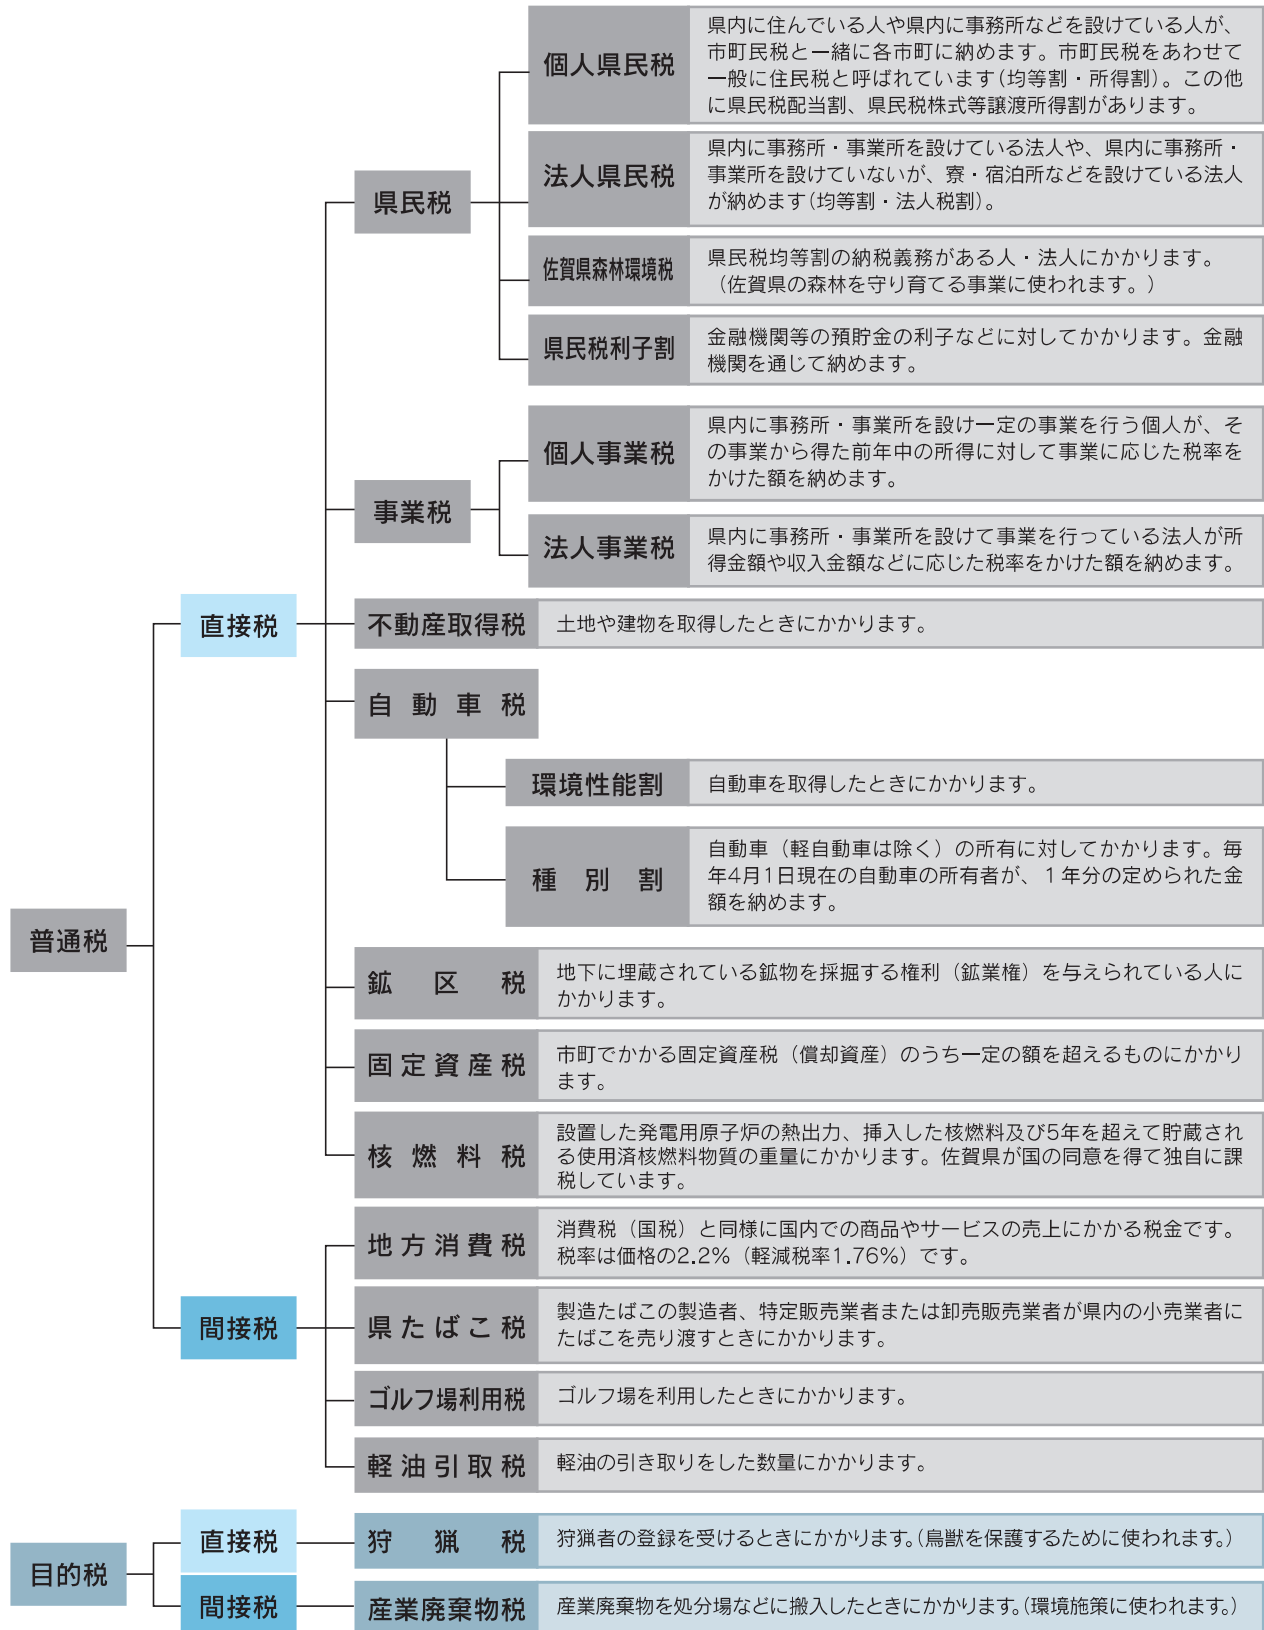 個人県民税
県内に住んでいる人や県内に事務所などを設けている人が、
市町民税と一緒に各市町に納めます。市町民税をあわせて
一般に住民税と呼ばれています(均等割・所得割)。この他
に県民税配当割、県民税株式等譲渡所得割があります。
法人県民税
県内に事務所・事業所を設けている法人や、県内に事務所・
事業所を設けていないが、寮・宿泊所などを設けている法人
が納めます(均等割・法人税割)。
県民税
佐賀県森林環境税
県民税均等割の納税義務がある人・法人にかかります。
（佐賀県の森林を守り育てる事業に使われます。）
県民税利子割
金融機関等の預貯金の利子などに対してかかります。金融
機関を通じて納めます。
個人事業税
県内に事務所・事業所を設け一定の事業を行う個人が、そ
の事業から得た前年中の所得に対して事業に応じた税率を
かけた額を納めます。
事業税
法人事業税
県内に事務所・事業所を設けて事業を行っている法人が所
得金額や収入金額などに応じた税率をかけた額を納めます。
直接税
不動産取得税
土地や建物を取得したときにかかります。
自動車税
環境性能割
自動車を取得したときにかかります。
種別割
自動車（軽自動車は除く）の所有に対してかかります。毎
年4月1日現在の自動車の所有者が、１年分の定められた金
額を納めます。
普通税
鉱区税
地下に埋蔵されている鉱物を採掘する権利（鉱業権）を与えられている人に
かかります。
固定資産税
市町でかかる固定資産税（償却資産）のうち一定の額を超えるものにかかり
ます。
核燃料税
設置した発電用原子炉の熱出力、挿入した核燃料及び5年を超えて貯蔵され
る使用済核燃料物質の重量にかかります。佐賀県が国の同意を得て独自に課
税しています。
地方消費税
消費税（国税）と同様に国内での商品やサービスの売上にかかる税金です。
税率は価格の2.2%（軽減税率1.76%）です。
間接税
県たばこ税
製造たばこの製造者、特定販売業者または卸売販売業者が県内の小売業者に
たばこを売り渡すときにかかります。
ゴルフ場利用税
ゴルフ場を利用したときにかかります。
軽油引取税
軽油の引き取りをした数量にかかります。
目的税
直接税
狩猟税
狩猟者の登録を受けるときにかかります。(鳥獣を保護するために使われます。)
間接税
産業廃棄物税
産業廃棄物を処分場などに搬入したときにかかります。(環境施策に使われます。)